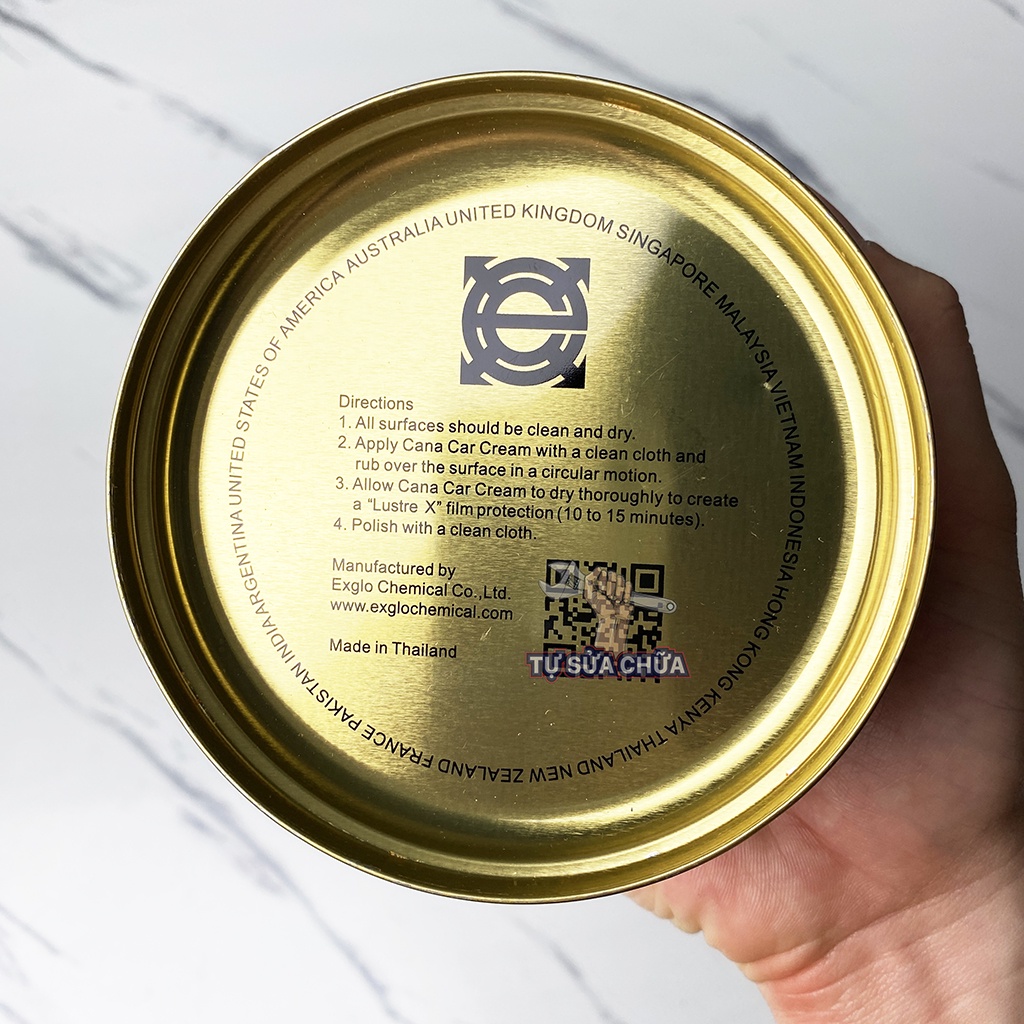 UNITED STATES OF AMERICA AUSTRALIA UNITED KINGDOM SINGAPORE MALAYSIA VIETNAM INDONESIA HONG KONG KENYA THAILAND NEW ZEALAND FRANCE PAKISTAN INDIA ARGENTINA
e
Directions
1. All surfaces should be clean and dry.
2. Apply Cana Car Cream with a clean cloth and
rub over the surface in a circular motion.
3. Allow Cana Car Cream to dry thoroughly to create
a “Lustre X” film protection (10 to 15 minutes).
4. Polish with a clean cloth.
Manufactured by
Exglo Chemical Co.,Ltd.
www.exglochemical.com
Made in Thailand
TỰ SỬA CHỮA